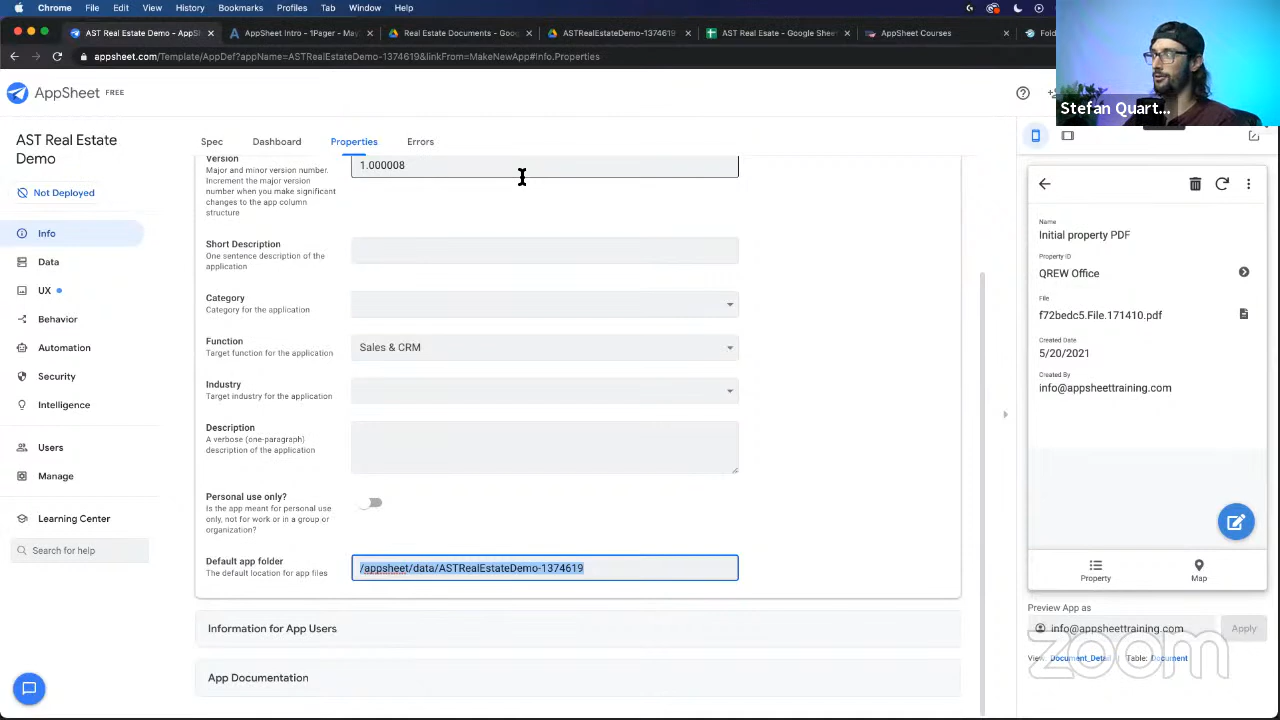 Chrome File Edit View History Bookmarks Profiles Tab Window Help
AST Real Estate Demo - AppSh
AppSheet Intro - 1Pager - Man
Real Estate Documents - Goo
ASTRealEstateDemo-1374619
AST Real Esate - Google Sheet
AppSheet Courses
Fold
appsheet.com/Template/AppDef?appName=ASTRealEstateDemo-1374619&linkFrom=MakeNewApp#Info.Properties
Stefan Quart...
AppSheet FREE
AST Real Estate
Demo
Not Deployed
Info
Data
UX
Behavior
Automation
Security
Intelligence
Users
Manage
Learning Center
Search for help
Spec Dashboard Properties Errors
Version
Major and minor version number.
Increment the major version
number when you make significant
changes to the app column
structure
1.000008
Short Description
One sentence description of the
application
Category
Category for the application
Function
Target function for the application
Sales & CRM
Industry
Target industry for the application
Description
A verbose (one-paragraph)
description of the application
Personal use only?
Is the app meant for personal use
only, not for work or in a group or
organization?
Default app folder
The default location for app files
/appsheet/data/ASTRealEstateDemo-1374619
Information for App Users
App Documentation
Name
Initial property PDF
Property ID
QREW Office
File
f72bedc5.File.171410.pdf
Created Date
5/20/2021
Created By
info@appsheettraining.com
Property Map
Preview App as
info@appsheettraining.com Apply
View: Document_Detail | Table: Document
zoom